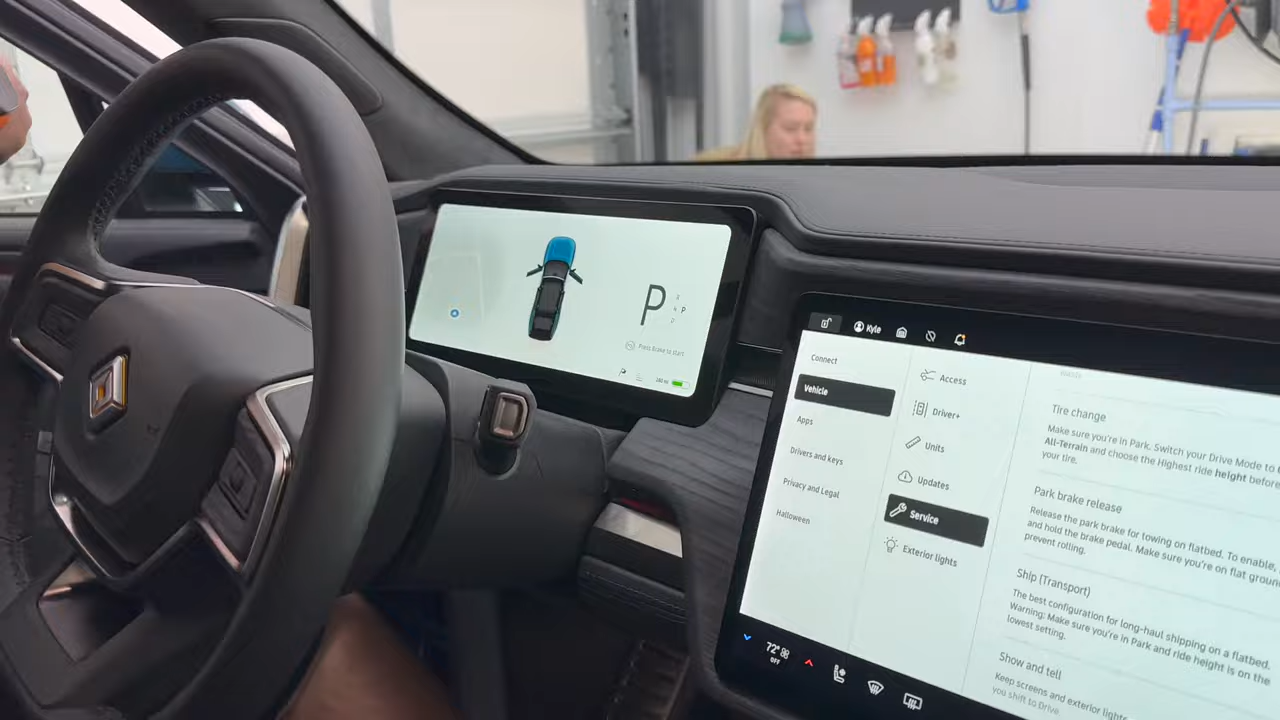 P
P
Press Brake to start
280 mi
Kyle
Connect
Vehicle
Apps
Drivers and keys
Privacy and Legal
Halloween
Access
Driver+
Units
Updates
Service
Exterior lights
Tire change
Make sure you're in Park. Switch your Drive Mode to
All-Terrain and choose the Highest ride height before
your tire.
Park brake release
Release the park brake for towing on flatbed. To enable,
and hold the brake pedal. Make sure you're on flat ground
prevent rolling.
Ship (Transport)
The best configuration for long-haul shipping on a flatbed.
Warning: Make sure you're in Park and ride height is on the
lowest setting.
Show and tell
Keep screens and exterior lights
you shift to Drive.
72°
OFF